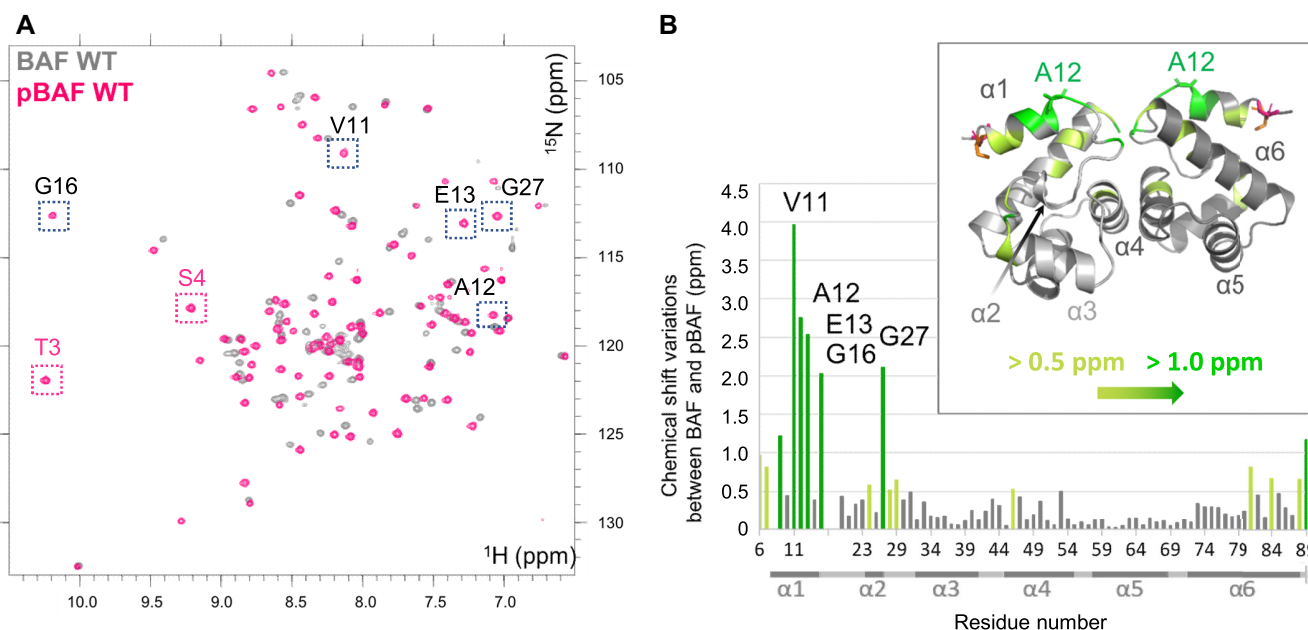 A
BAF WT
pBAF WT
¹⁵N (ppm)
105
110
115
120
125
130
V11
G16
E13
G27
S4
A12
T3
¹H (ppm)
10.0 9.5 9.0 8.5 8.0 7.5 7.0
B
A12
A12
α1
α6
α4
α5
α2
α3
> 0.5 ppm > 1.0 ppm
Chemical shift variations
between BAF and pBAF (ppm)
4.5
4.0
3.5
3.0
2.5
2.0
1.5
1.0
0.5
0
V11
A12
E13
G16
G27
6 11 23 29 34 39 44 49 54 59 64 69 74 79 84 89
α1 α2 α3 α4 α5 α6
Residue number